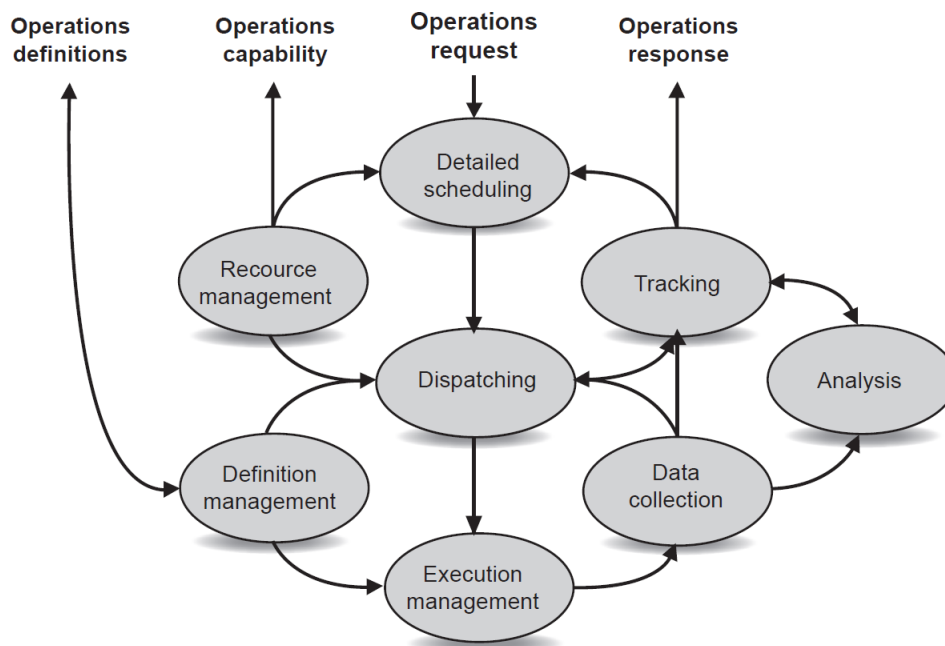 Operations
definitions
Operations
capability
Operations
request
Operations
response
Detailed
scheduling
Recource
management
Tracking
Dispatching
Analysis
Definition
management
Data
collection
Execution
management